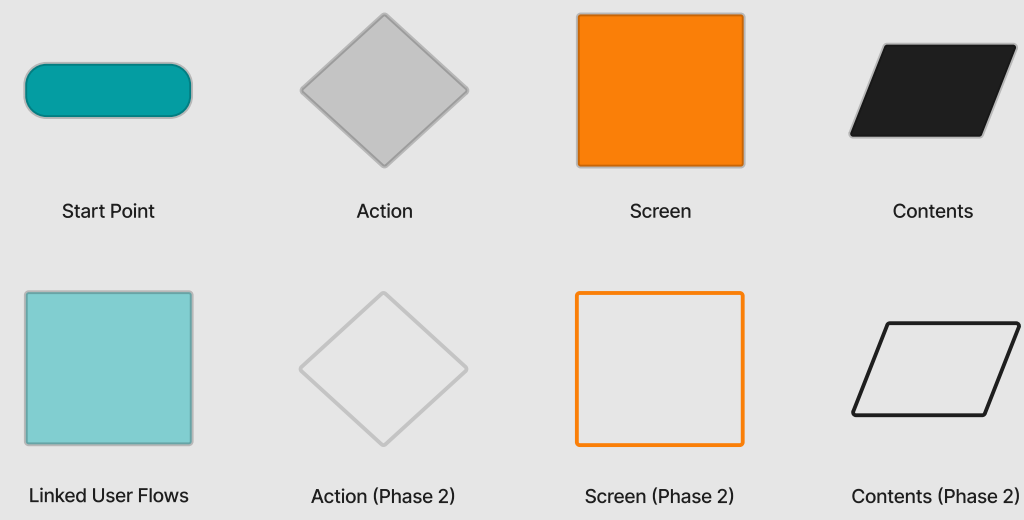 Start Point
Action
Screen
Contents
Linked User Flows
Action (Phase 2)
Screen (Phase 2)
Contents (Phase 2)